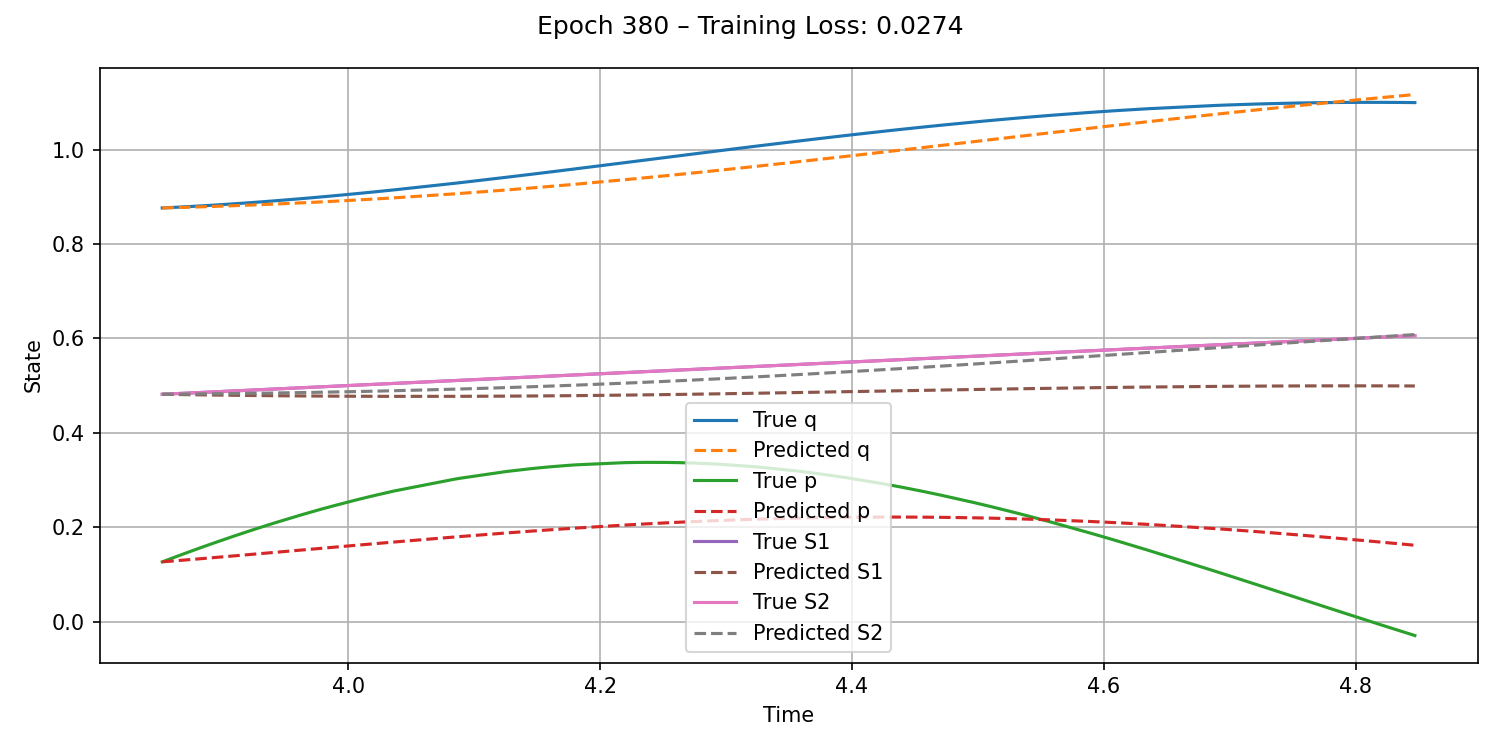 Epoch 380 – Training Loss: 0.0274
1.0
0.8
0.6
0.4
0.2
0.0
State
True q
Predicted q
True p
Predicted p
True S1
Predicted S1
True S2
Predicted S2
4.0 4.2 4.4 4.6 4.8
Time